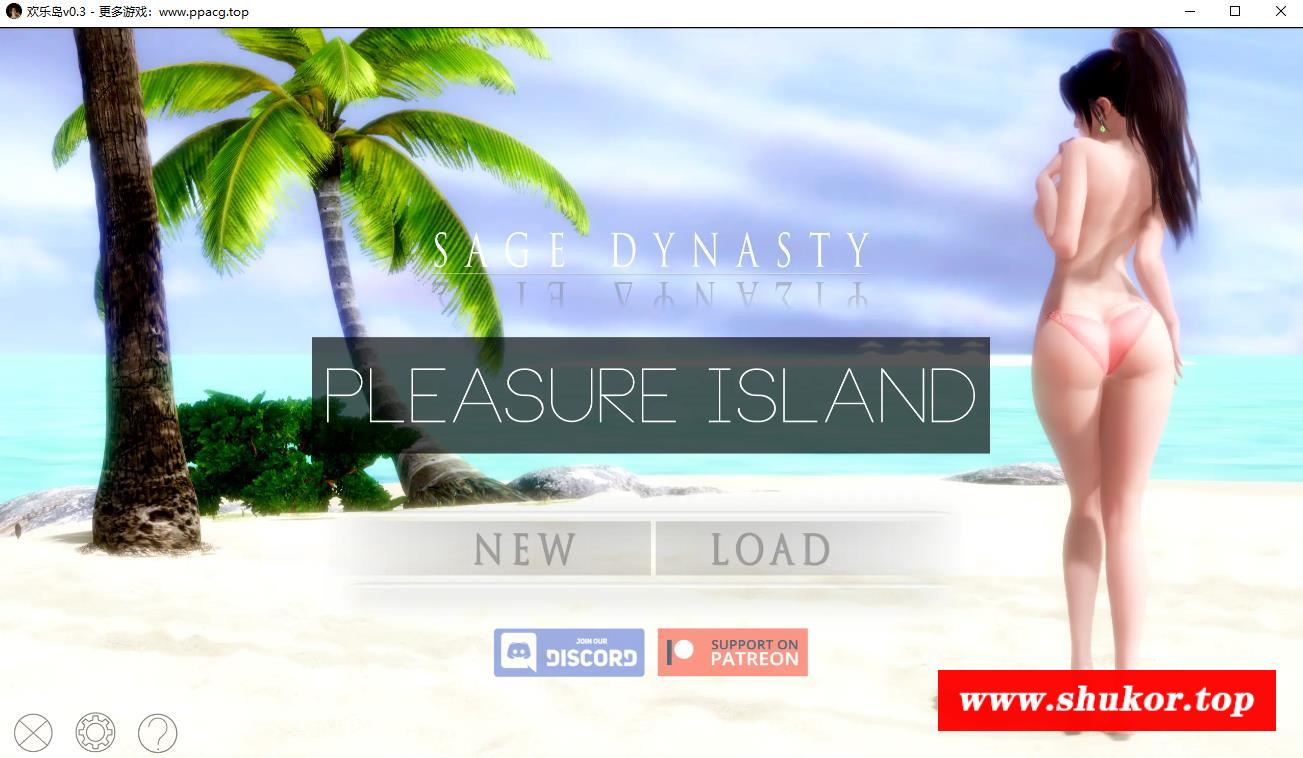 欢乐岛v0.3 - 更多游戏：www.ppacg.top
SAGE DYNASTY
PLEASURE ISLAND
NEW
LOAD
JOIN OUR
DISCORD
SUPPORT ON
PATREON
www.shukor.top
?